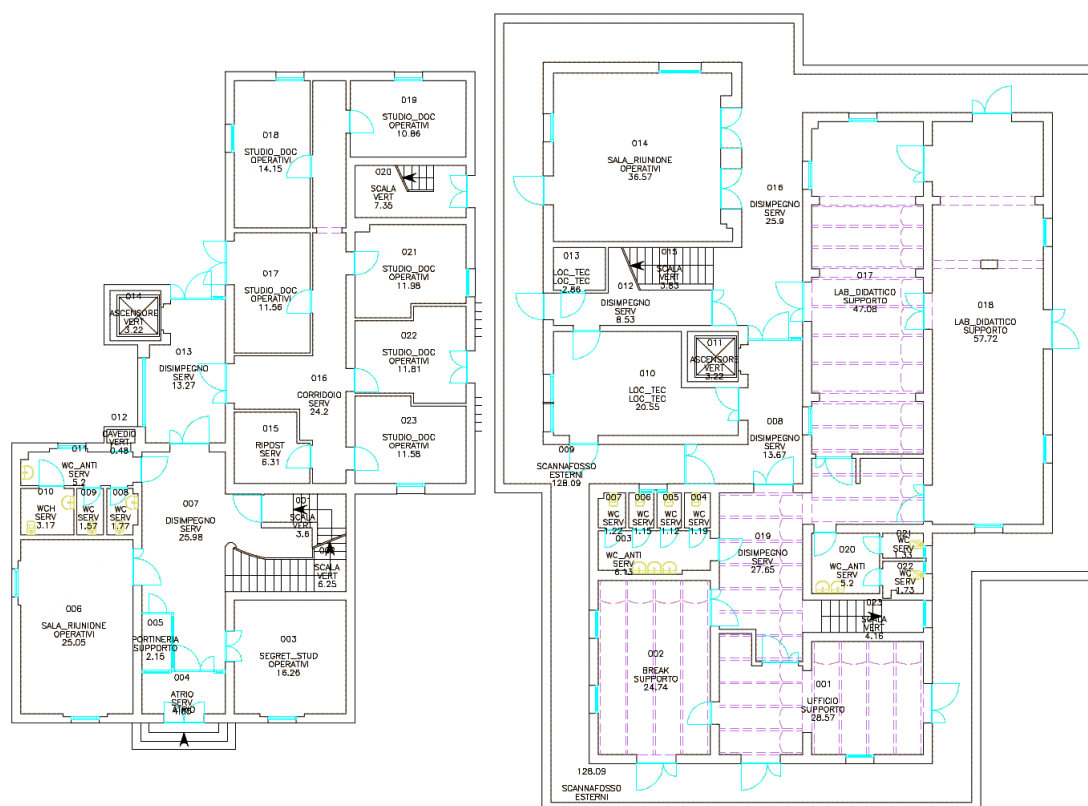 018
STUDIO_DOC
OPERATIVI
14.15
019
STUDIO_DOC
OPERATIVI
10.86
020
SCALA
VERT
7.35
017
STUDIO_DOC
OPERATIVI
11.56
021
STUDIO_DOC
OPERATIVI
11.98
014
ASCENSORE
VERT
3.22
013
DISIMPEGNO
SERV
13.27
022
STUDIO_DOC
OPERATIVI
11.81
016
CORRIDOIO
SERV
24.2
023
STUDIO_DOC
OPERATIVI
11.58
015
RIPOST
SERV
6.31
012
CAVEDIO
VERT
0.48
011
WC_ANTI
SERV
5.2
010
WCH
SERV
3.17
009
WC
SERV
1.57
008
WC
SERV
1.77
007
DISIMPEGNO
SERV
25.98
001
SCALA
VERT
3.6
002
SCALA
VERT
6.25
006
SALA_RIUNIONE
OPERATIVI
25.05
005
PORTINERIA
SUPPORTO
2.15
003
SEGRET_STUD
OPERATIVI
16.26
004
ATRIO
SERV
ATRIO
014
SALA_RIUNIONE
OPERATIVI
36.57
016
DISIMPEGNO
SERV
25.9
013
LOC_TEC
LOC_TEC
2.86
015
SCALA
VERT
3.83
012
DISIMPEGNO
SERV
8.53
017
LAB_DIDATTICO
SUPPORTO
47.08
018
LAB_DIDATTICO
SUPPORTO
57.72
011
ASCENSORE
VERT
3.22
010
LOC_TEC
LOC_TEC
20.55
008
DISIMPEGNO
SERV
13.67
009
SCANNAFOSSO
ESTERNI
128.09
007
WC
SERV
1.22
006
WC
SERV
1.15
005
WC
SERV
1.12
004
WC
SERV
1.19
003
WC_ANTI
SERV
6.13
019
DISIMPEGNO
SERV
27.65
020
WC_ANTI
SERV
5.2
021
WC
SERV
1.33
022
WC
SERV
1.73
023
SCALA
VERT
4.16
002
BREAK
SUPPORTO
24.74
001
UFFICIO
SUPPORTO
28.57
128.09
SCANNAFOSSO
ESTERNI